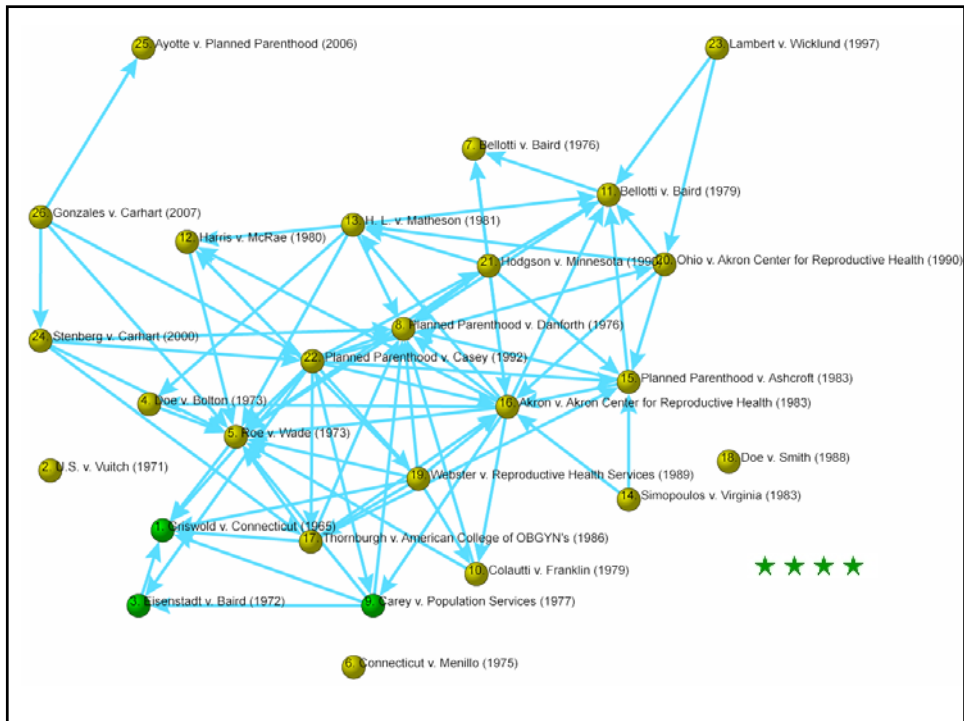 25. Ayotte v. Planned Parenthood (2006)
23. Lambert v. Wicklund (1997)
7. Bellotti v. Baird (1976)
11. Bellotti v. Baird (1979)
26. Gonzales v. Carhart (2007)
13. H. L. v. Matheson (1981)
12. Harris v. McRae (1980)
21. Hodgson v. Minnesota (1990)
20. Ohio v. Akron Center for Reproductive Health (1990)
8. Planned Parenthood v. Danforth (1976)
24. Stenberg v. Carhart (2000)
22. Planned Parenthood v. Casey (1992)
15. Planned Parenthood v. Ashcroft (1983)
4. Doe v. Bolton (1973)
16. Akron v. Akron Center for Reproductive Health (1983)
5. Roe v. Wade (1973)
18. Doe v. Smith (1988)
2. U.S. v. Vuitch (1971)
19. Webster v. Reproductive Health Services (1989)
14. Simopoulos v. Virginia (1983)
1. Griswold v. Connecticut (1965)
17. Thornburgh v. American College of OBGYN's (1986)
10. Colautti v. Franklin (1979)
3. Eisenstadt v. Baird (1972)
9. Carey v. Population Services (1977)
6. Connecticut v. Menillo (1975)